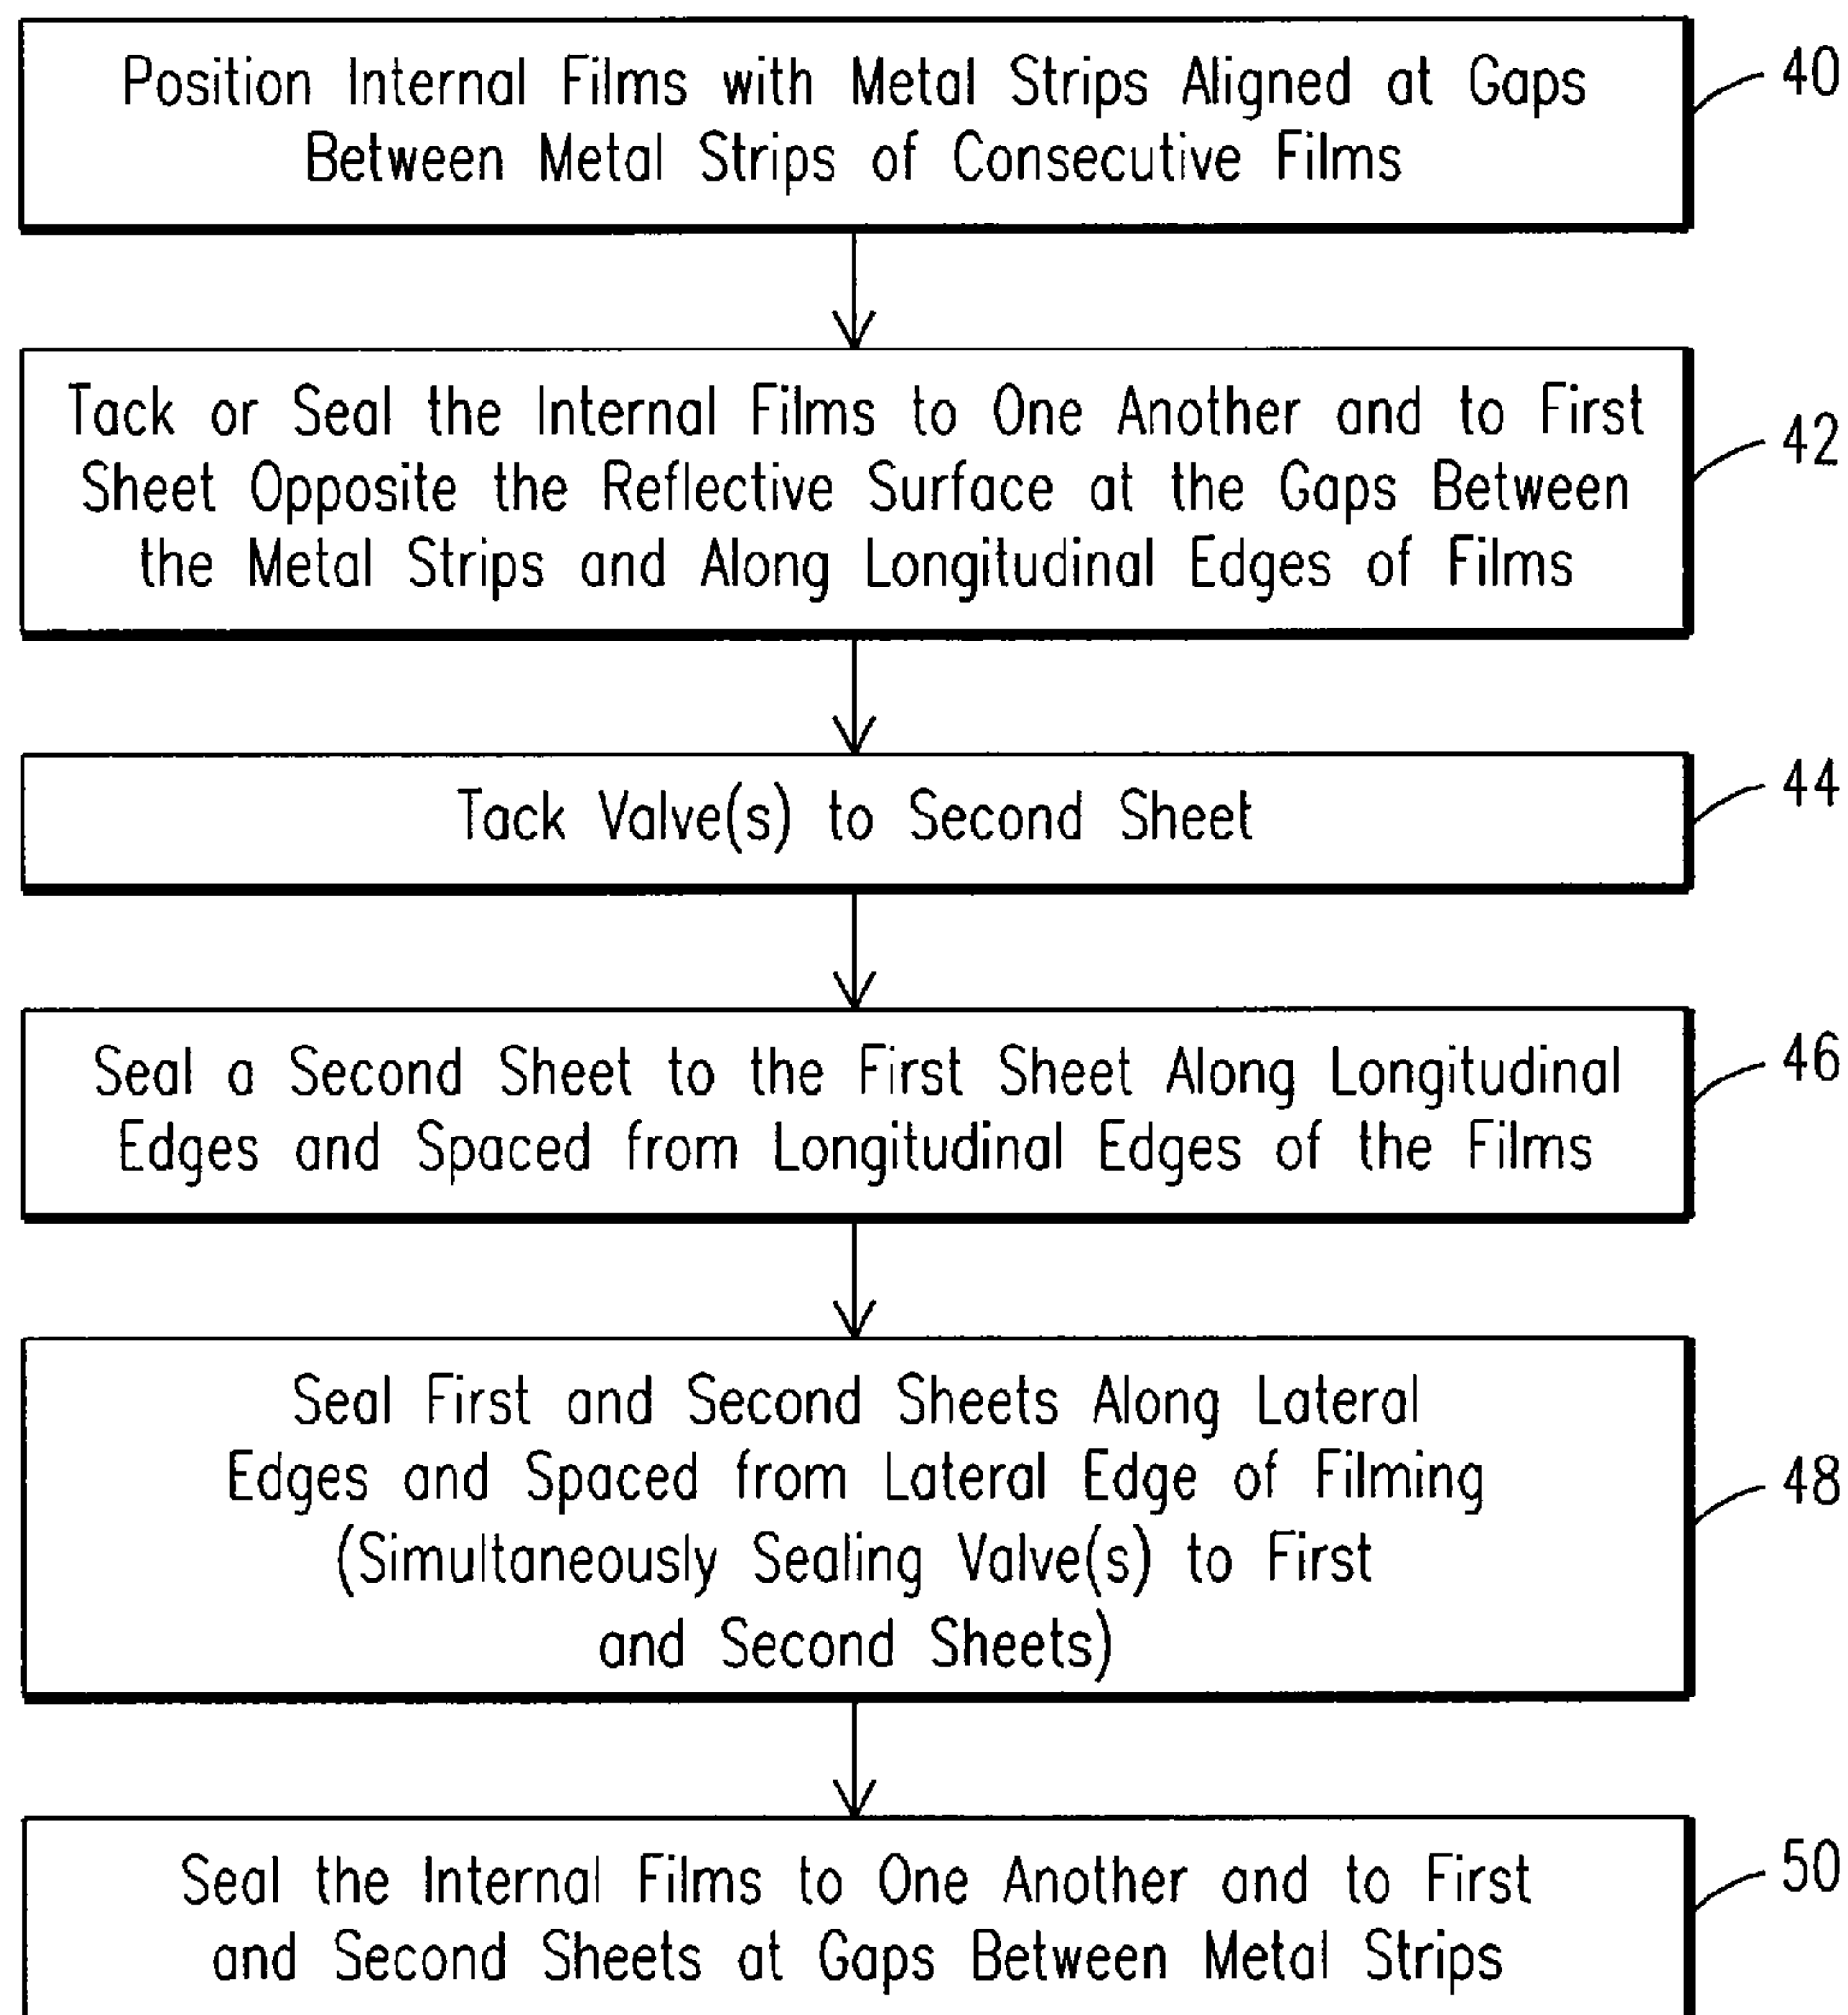 Position Internal Films with Metal Strips Aligned at Gaps
Between Metal Strips of Consecutive Films
40
Tack or Seal the Internal Films to One Another and to First
Sheet Opposite the Reflective Surface at the Gaps Between
the Metal Strips and Along Longitudinal Edges of Films
42
Tack Valve(s) to Second Sheet
44
Seal a Second Sheet to the First Sheet Along Longitudinal
Edges and Spaced from Longitudinal Edges of the Films
46
Seal First and Second Sheets Along Lateral
Edges and Spaced from Lateral Edge of Filming
(Simultaneously Sealing Valve(s) to First
and Second Sheets)
48
Seal the Internal Films to One Another and to First
and Second Sheets at Gaps Between Metal Strips
50